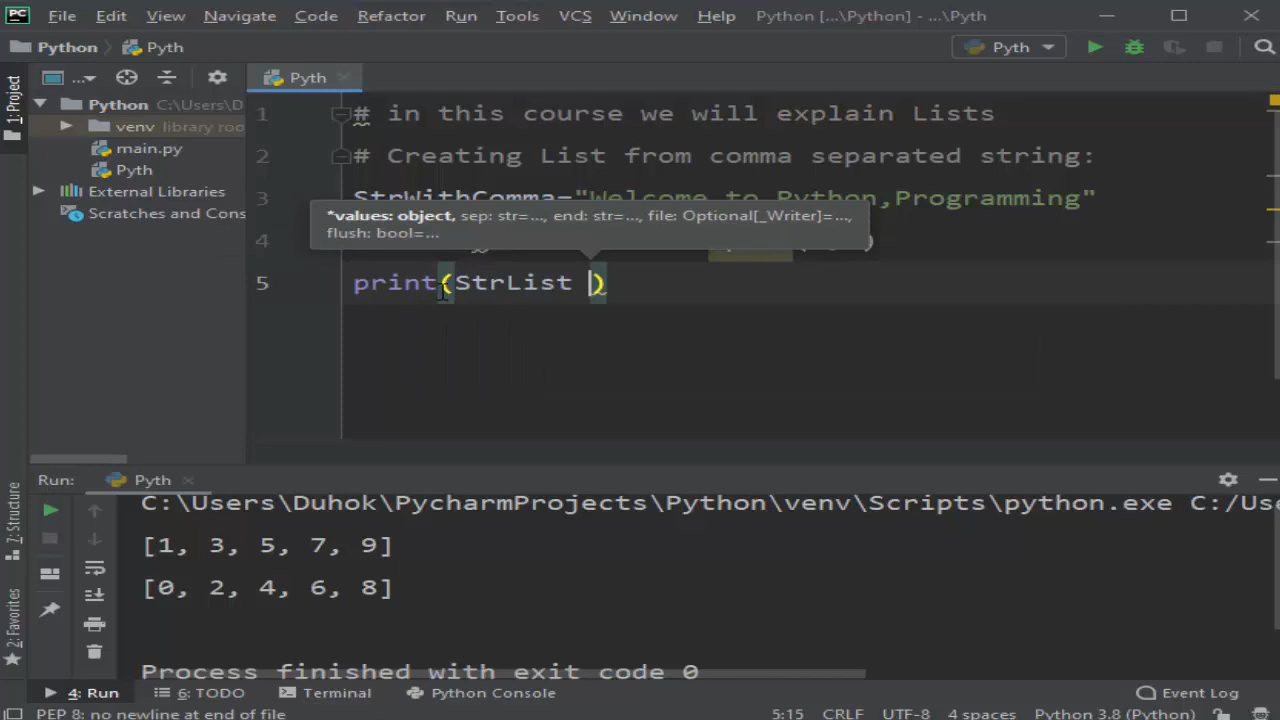 PC File Edit View Navigate Code Refactor Run Tools VCS Window Help Python [...\Python] - ...\Pyth
Python Pyth Pyth
1: Project ... Pyth
Python C:\Users\D
venv library roo
main.py
Pyth
External Libraries
Scratches and Cons
1 # in this course we will explain Lists
2 # Creating List from comma separated string:
3 StrWithComma="Welcome to Python,Programming"
*values: object, sep: str=..., end: str=..., file: Optional[_Writer]=...,
flush: bool=...
4 )
5 print(StrList )
Run: Pyth
C:\Users\Duhok\PycharmProjects\Python\venv\Scripts\python.exe C:/Use
[1, 3, 5, 7, 9]
[0, 2, 4, 6, 8]
Process finished with exit code 0
7: Structure
2: Favorites
4: Run 6: TODO Terminal Python Console Event Log
PEP 8: no newline at end of file 5:15 CRLF UTF-8 4 spaces Python 3.8 (Python)